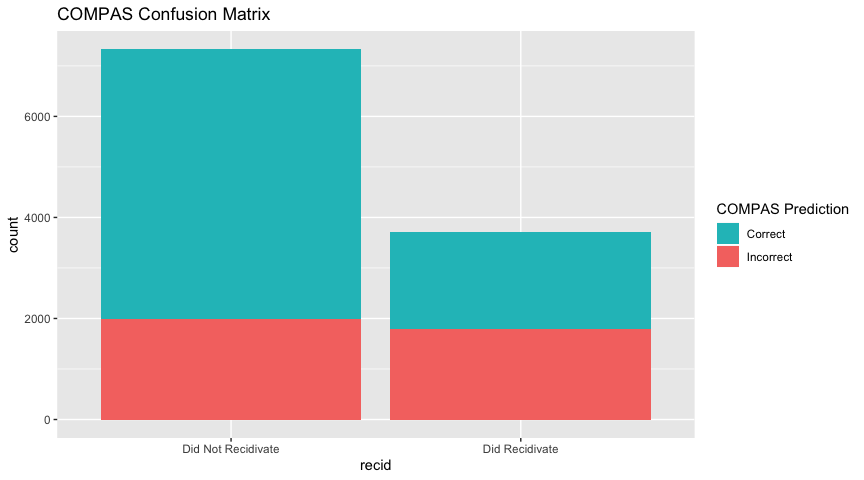 COMPAS Confusion Matrix
6000
4000
2000
0
count
Did Not Recidivate
Did Recidivate
recid
COMPAS Prediction
Correct
Incorrect